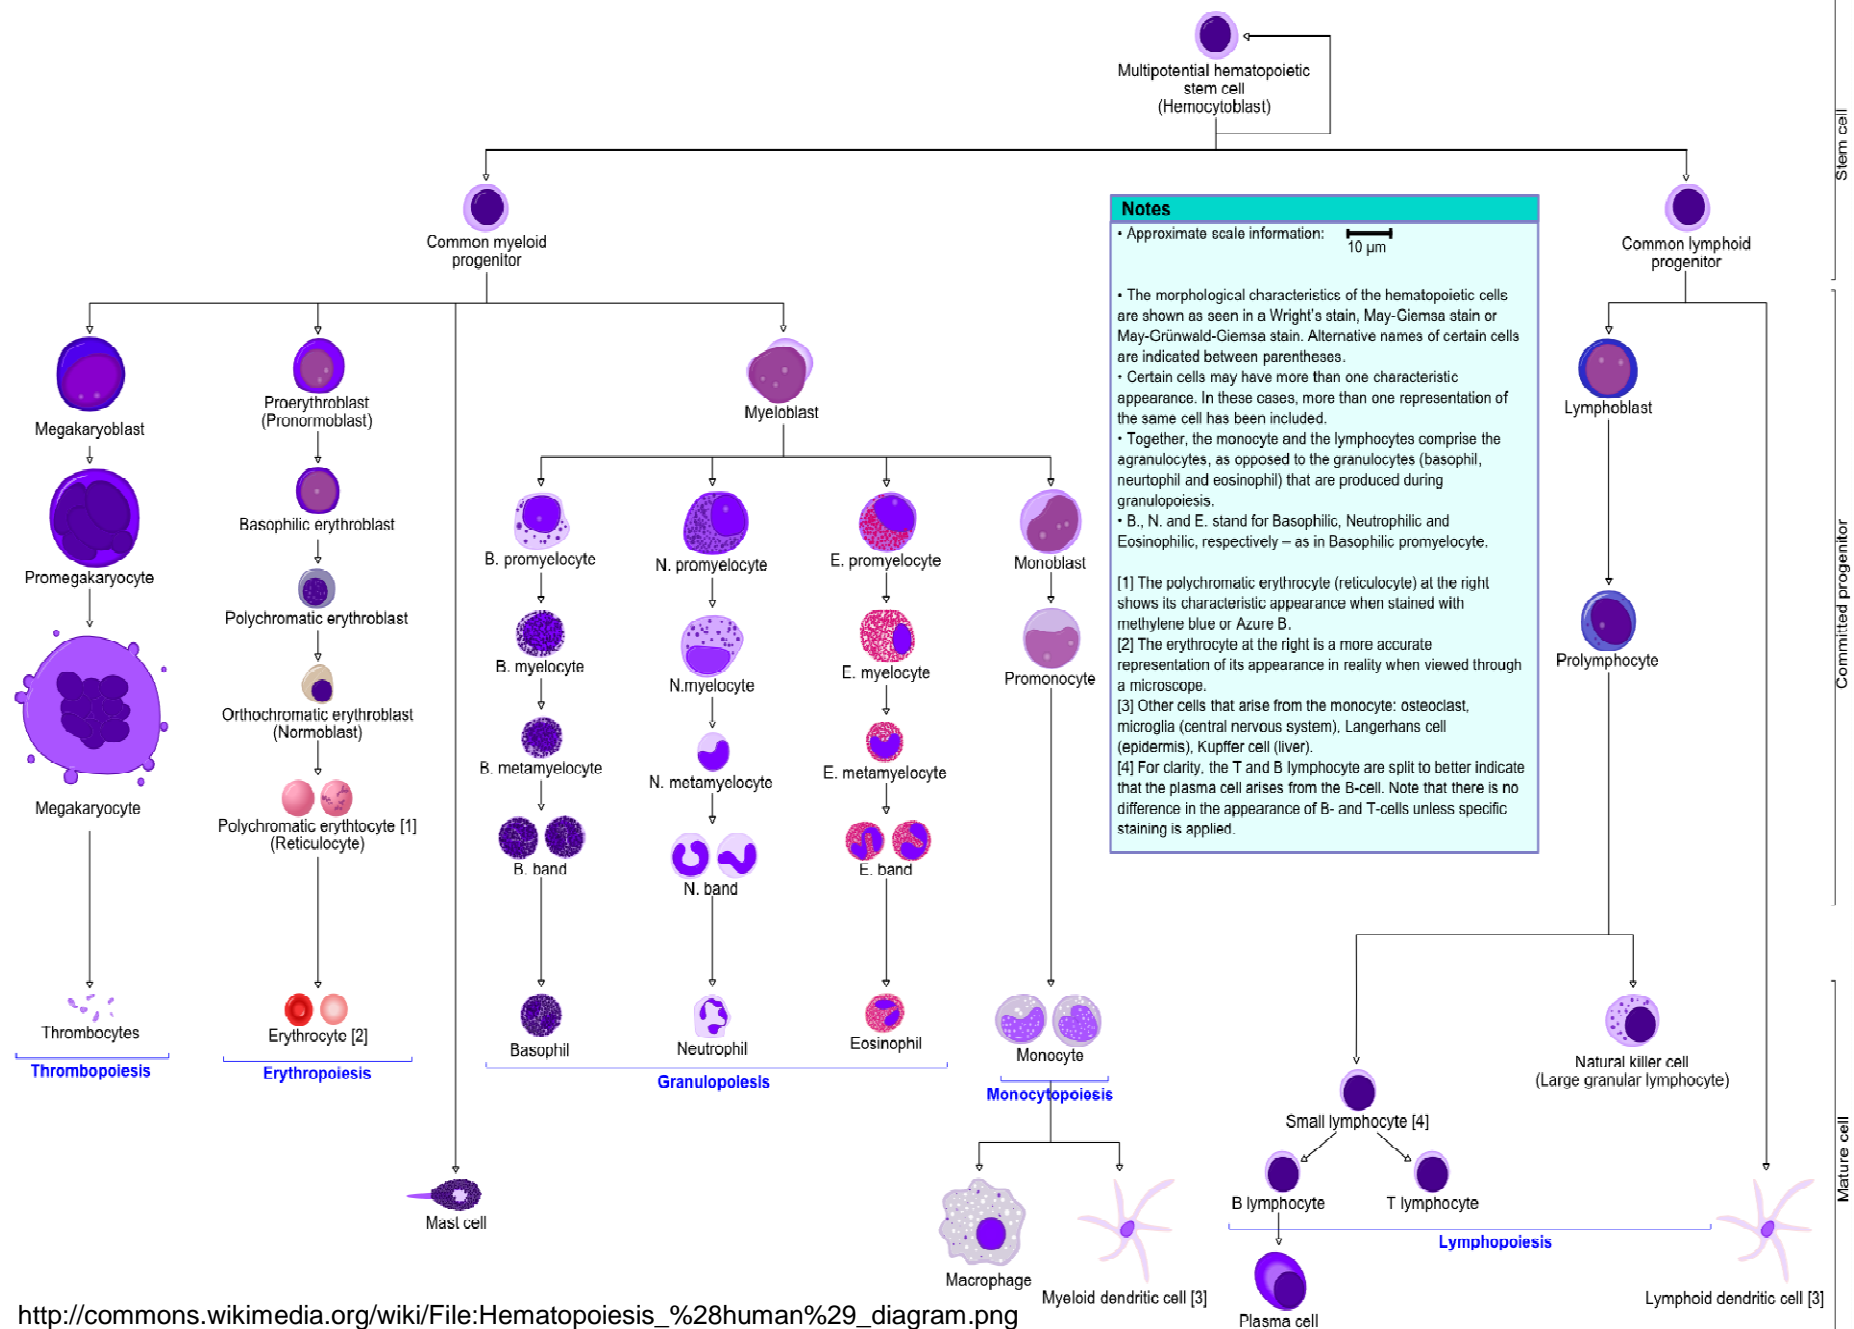 Multipotential hematopoietic
stem cell
(Hemocytoblast)
Common myeloid
progenitor
Common lymphoid
progenitor
Stem cell
Notes
• Approximate scale information:
10 µm
• The morphological characteristics of the hematopoietic cells
are shown as seen in a Wright's stain, May-Giemsa stain or
May-Grünwald-Giemsa stain. Alternative names of certain cells
are indicated between parentheses.
• Certain cells may have more than one characteristic
appearance. In these cases, more than one representation of
the same cell has been included.
• Together, the monocyte and the lymphocytes comprise the
agranulocytes, as opposed to the granulocytes (basophil,
neurtophil and eosinophil) that are produced during
granulopoiesis.
• B., N. and E. stand for Basophilic, Neutrophilic and
Eosinophilic, respectively – as in Basophilic promyelocyte.
[1] The polychromatic erythrocyte (reticulocyte) at the right
shows its characteristic appearance when stained with
methylene blue or Azure B.
[2] The erythrocyte at the right is a more accurate
representation of its appearance in reality when viewed through
a microscope.
[3] Other cells that arise from the monocyte: osteoclast,
microglia (central nervous system), Langerhans cell
(epidermis), Kupffer cell (liver).
[4] For clarity, the T and B lymphocyte are split to better indicate
that the plasma cell arises from the B-cell. Note that there is no
difference in the appearance of B- and T-cells unless specific
staining is applied.
Megakaryoblast
Proerythroblast
(Pronormoblast)
Myeloblast
Lymphoblast
Promegakaryocyte
Basophilic erythroblast
B. promyelocyte
N. promyelocyte
E. promyelocyte
Monoblast
Polychromatic erythroblast
B. myelocyte
N.myelocyte
E. myelocyte
Promonocyte
Prolymphocyte
Committed progenitor
Orthochromatic erythroblast
(Normoblast)
B. metamyelocyte
N. metamyelocyte
E. metamyelocyte
Megakaryocyte
Polychromatic erythtocyte [1]
(Reticulocyte)
B. band
N. band
E. band
Thrombocytes
Erythrocyte [2]
Basophil
Neutrophil
Eosinophil
Monocyte
Natural killer cell
(Large granular lymphocyte)
Thrombopoiesis
Erythropoiesis
Granulopoiesis
Monocytopoiesis
Small lymphocyte [4]
Mature cell
Mast cell
B lymphocyte
T lymphocyte
Lymphopoiesis
Macrophage
Myeloid dendritic cell [3]
Plasma cell
Lymphoid dendritic cell [3]
http://commons.wikimedia.org/wiki/File:Hematopoiesis_%28human%29_diagram.png